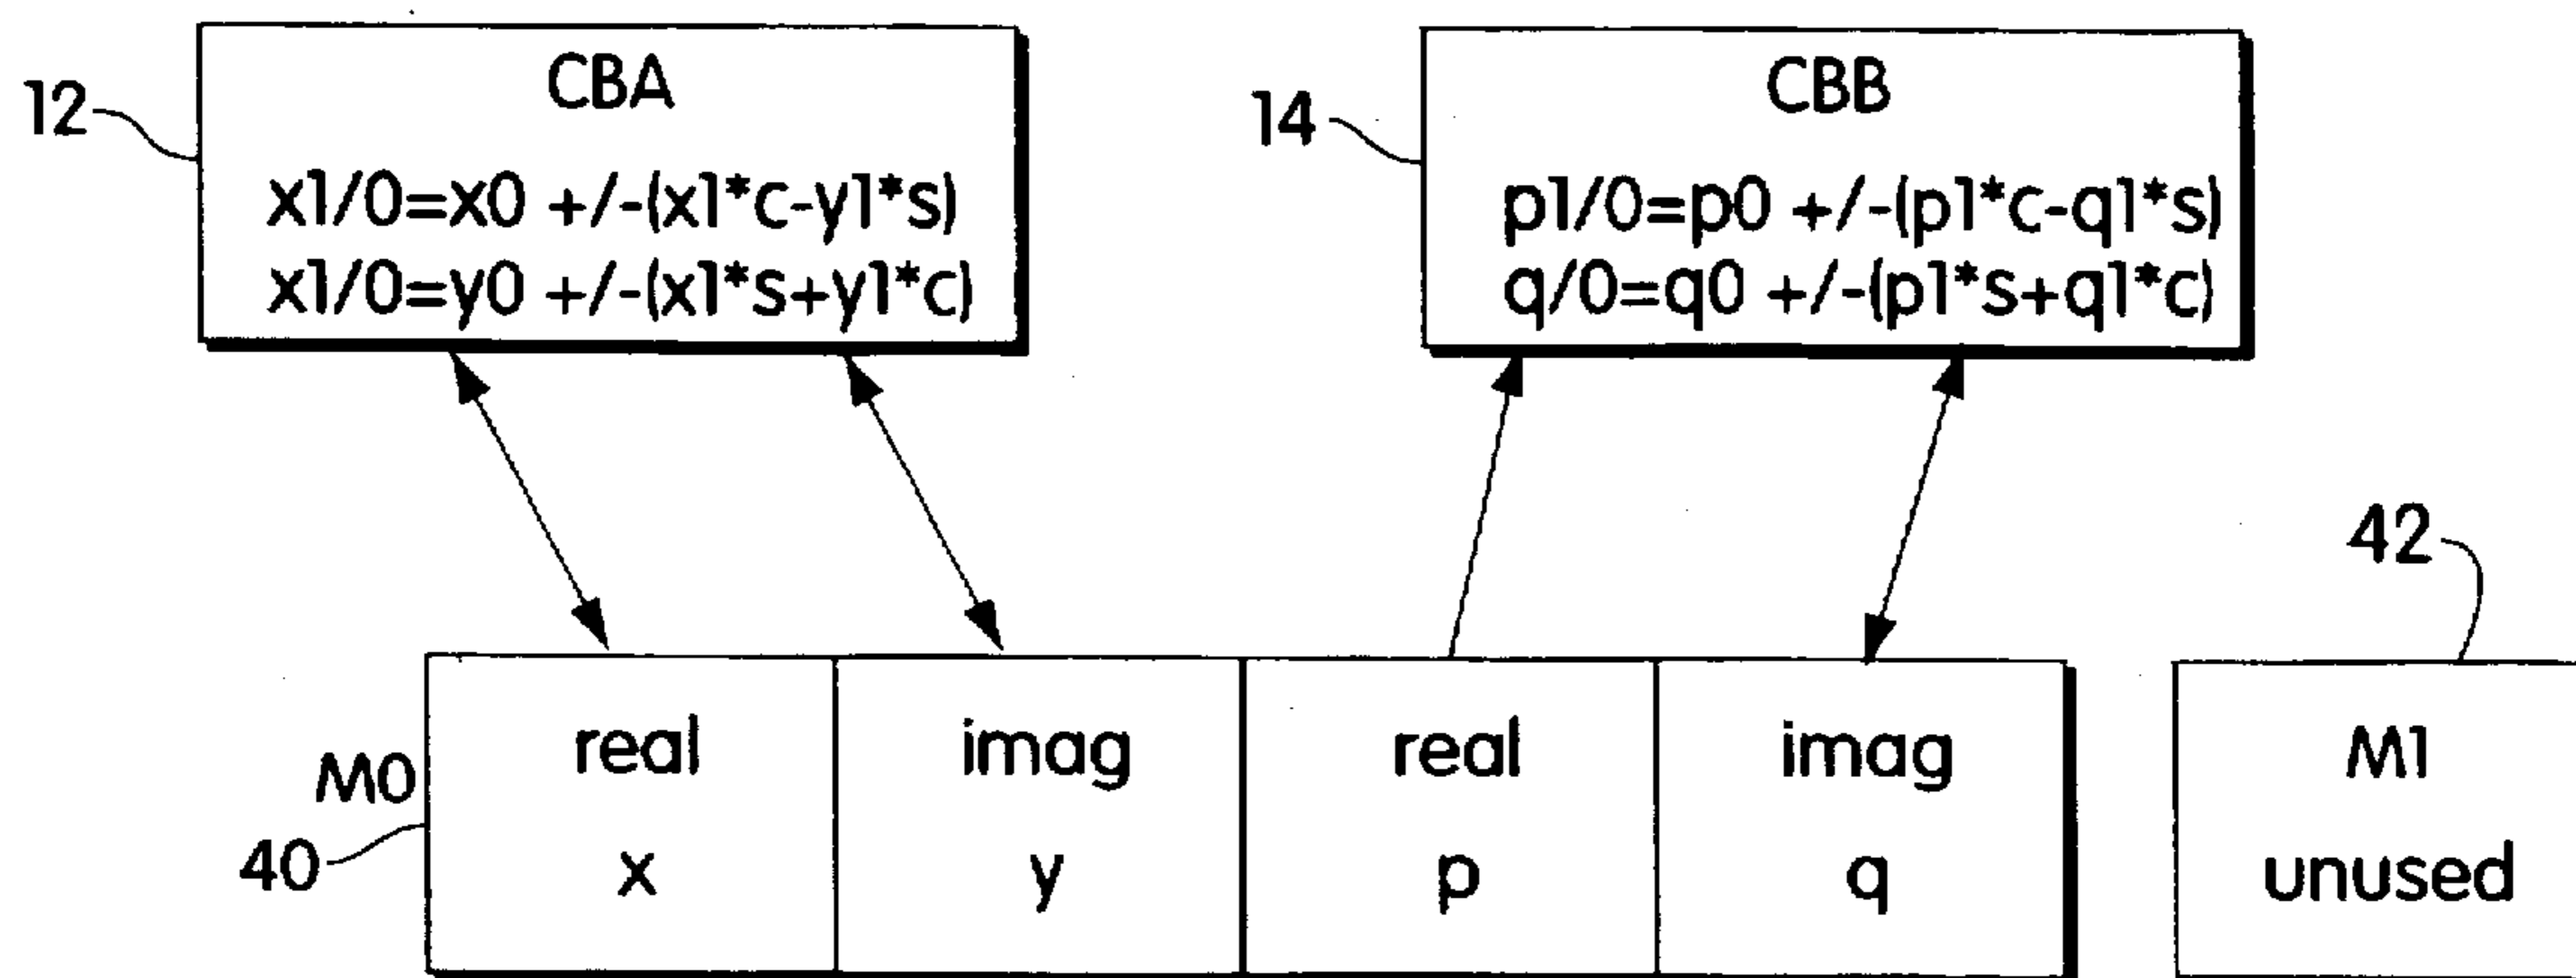 CBA
12
x1/0=x0 +/-(x1*c-y1*s)
x1/0=y0 +/-(x1*s+y1*c)
CBB
14
p1/0=p0 +/-(p1*c-q1*s)
q/0=q0 +/-(p1*s+q1*c)
42
M0
40
real
x
imag
y
real
p
imag
q
M1
unused